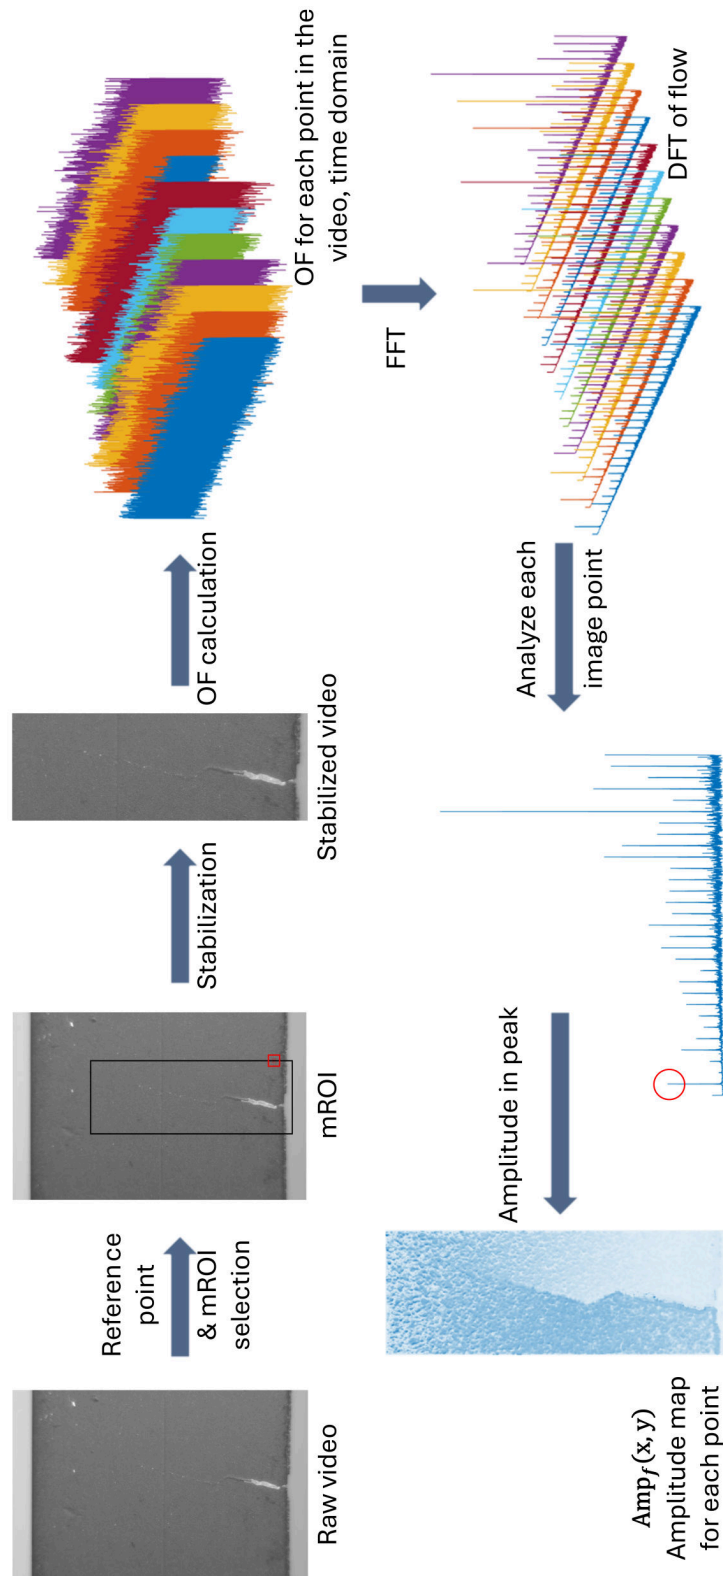 Raw video
Reference
point
& mROI
selection
mROI
Stabilization
Stabilized video
OF calculation
OF for each point in the
video, time domain
FFT
DFT of flow
Analyze each
image point
Amplitude in peak
Amp_f(x, y)
Amplitude map
for each point